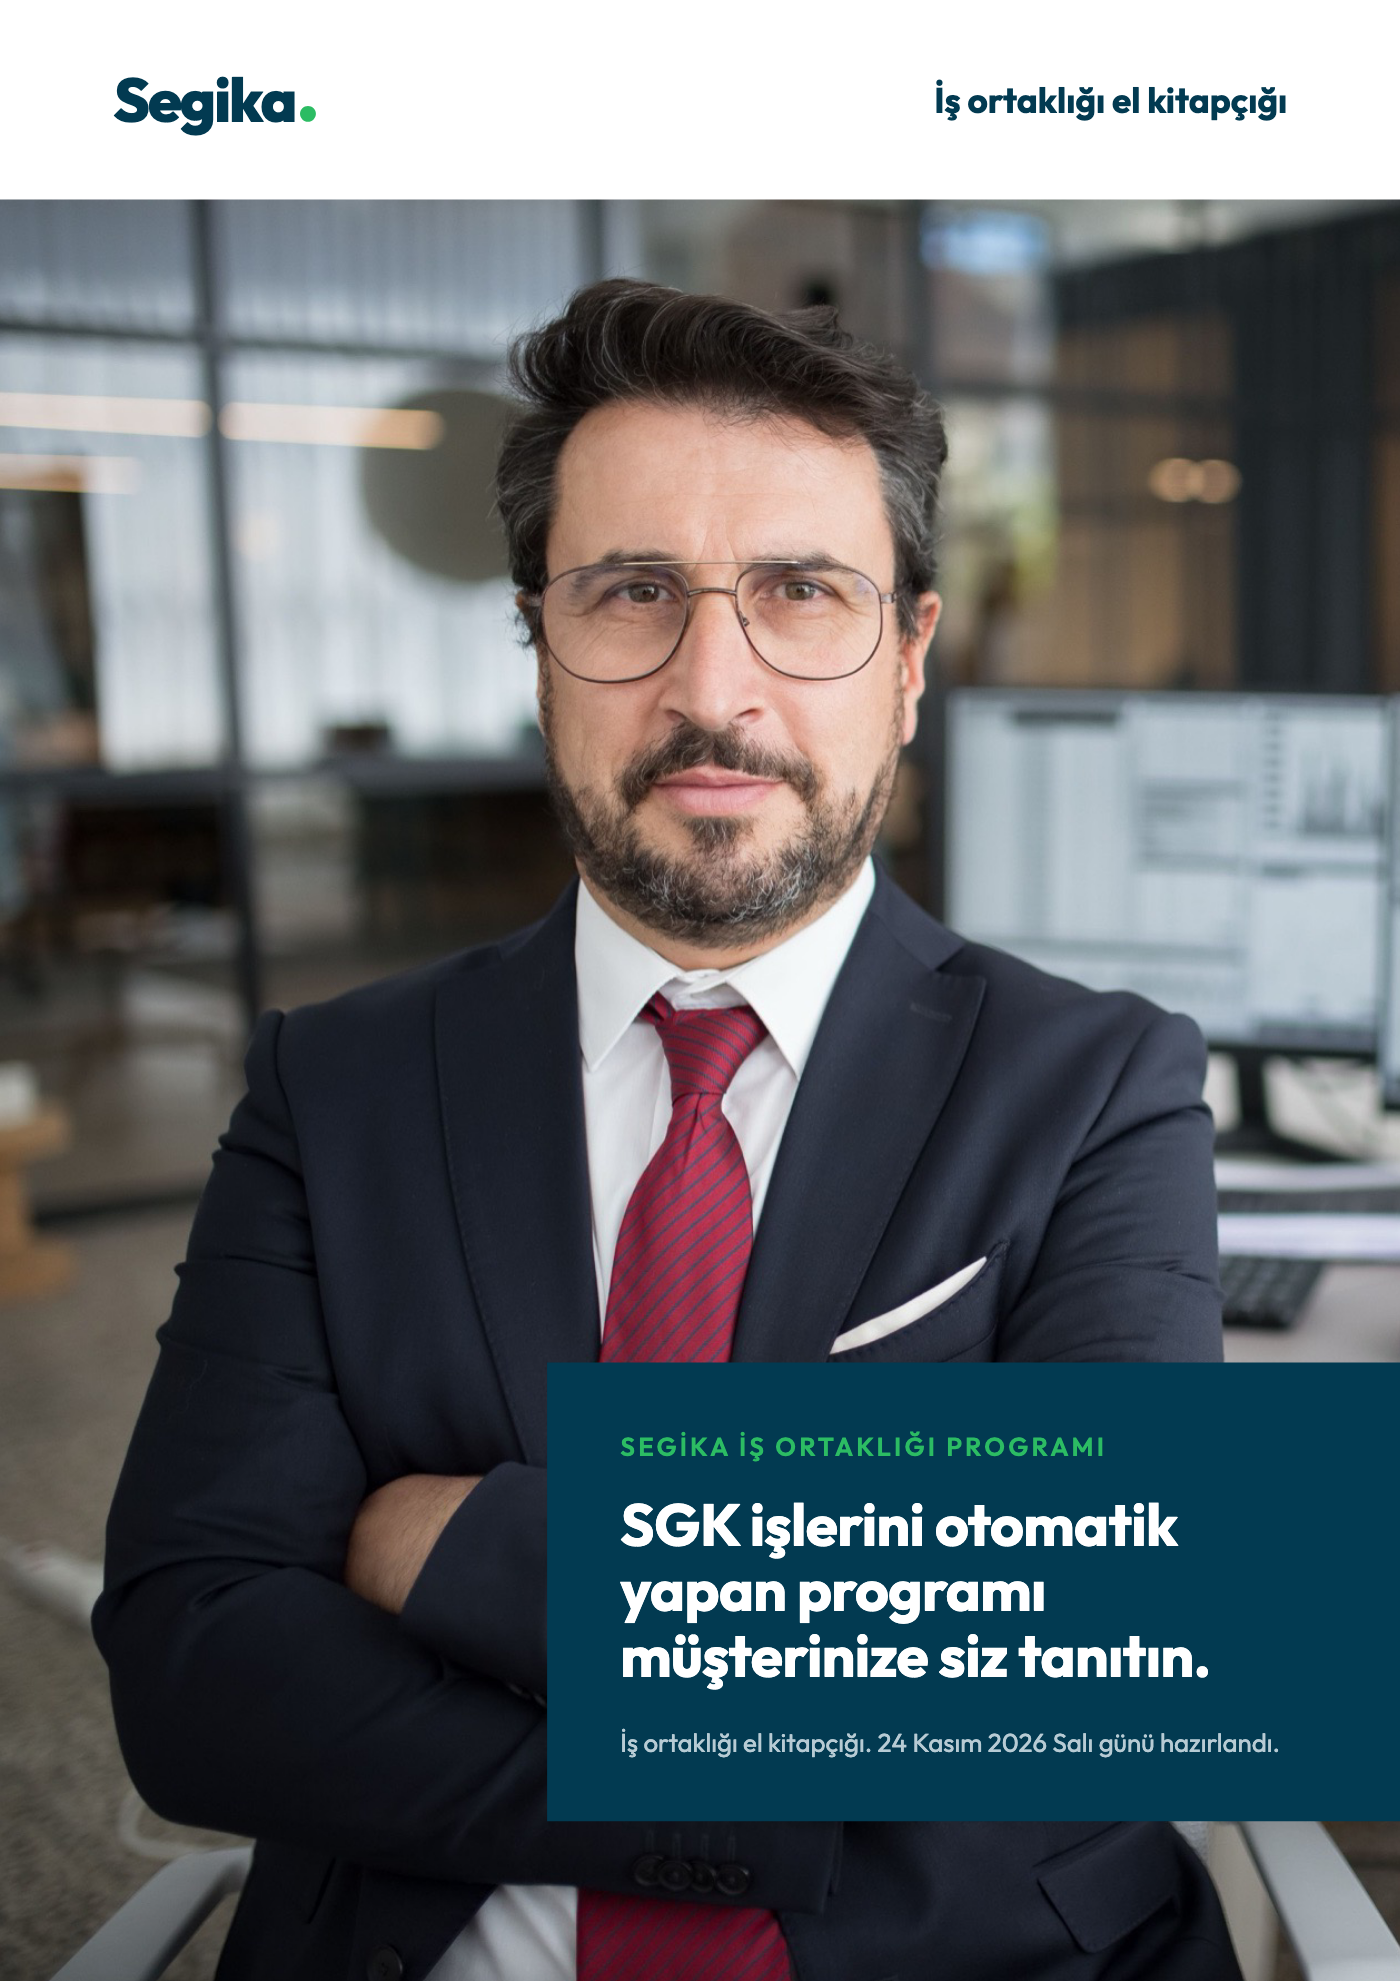 Segika.
İş ortaklığı el kitapçığı
SEGİKA İŞ ORTAKLIĞI PROGRAMI
SGK işlerini otomatik
yapan programı
müşterinize siz tanıtın.
İş ortaklığı el kitapçığı. 24 Kasım 2026 Salı günü hazırlandı.